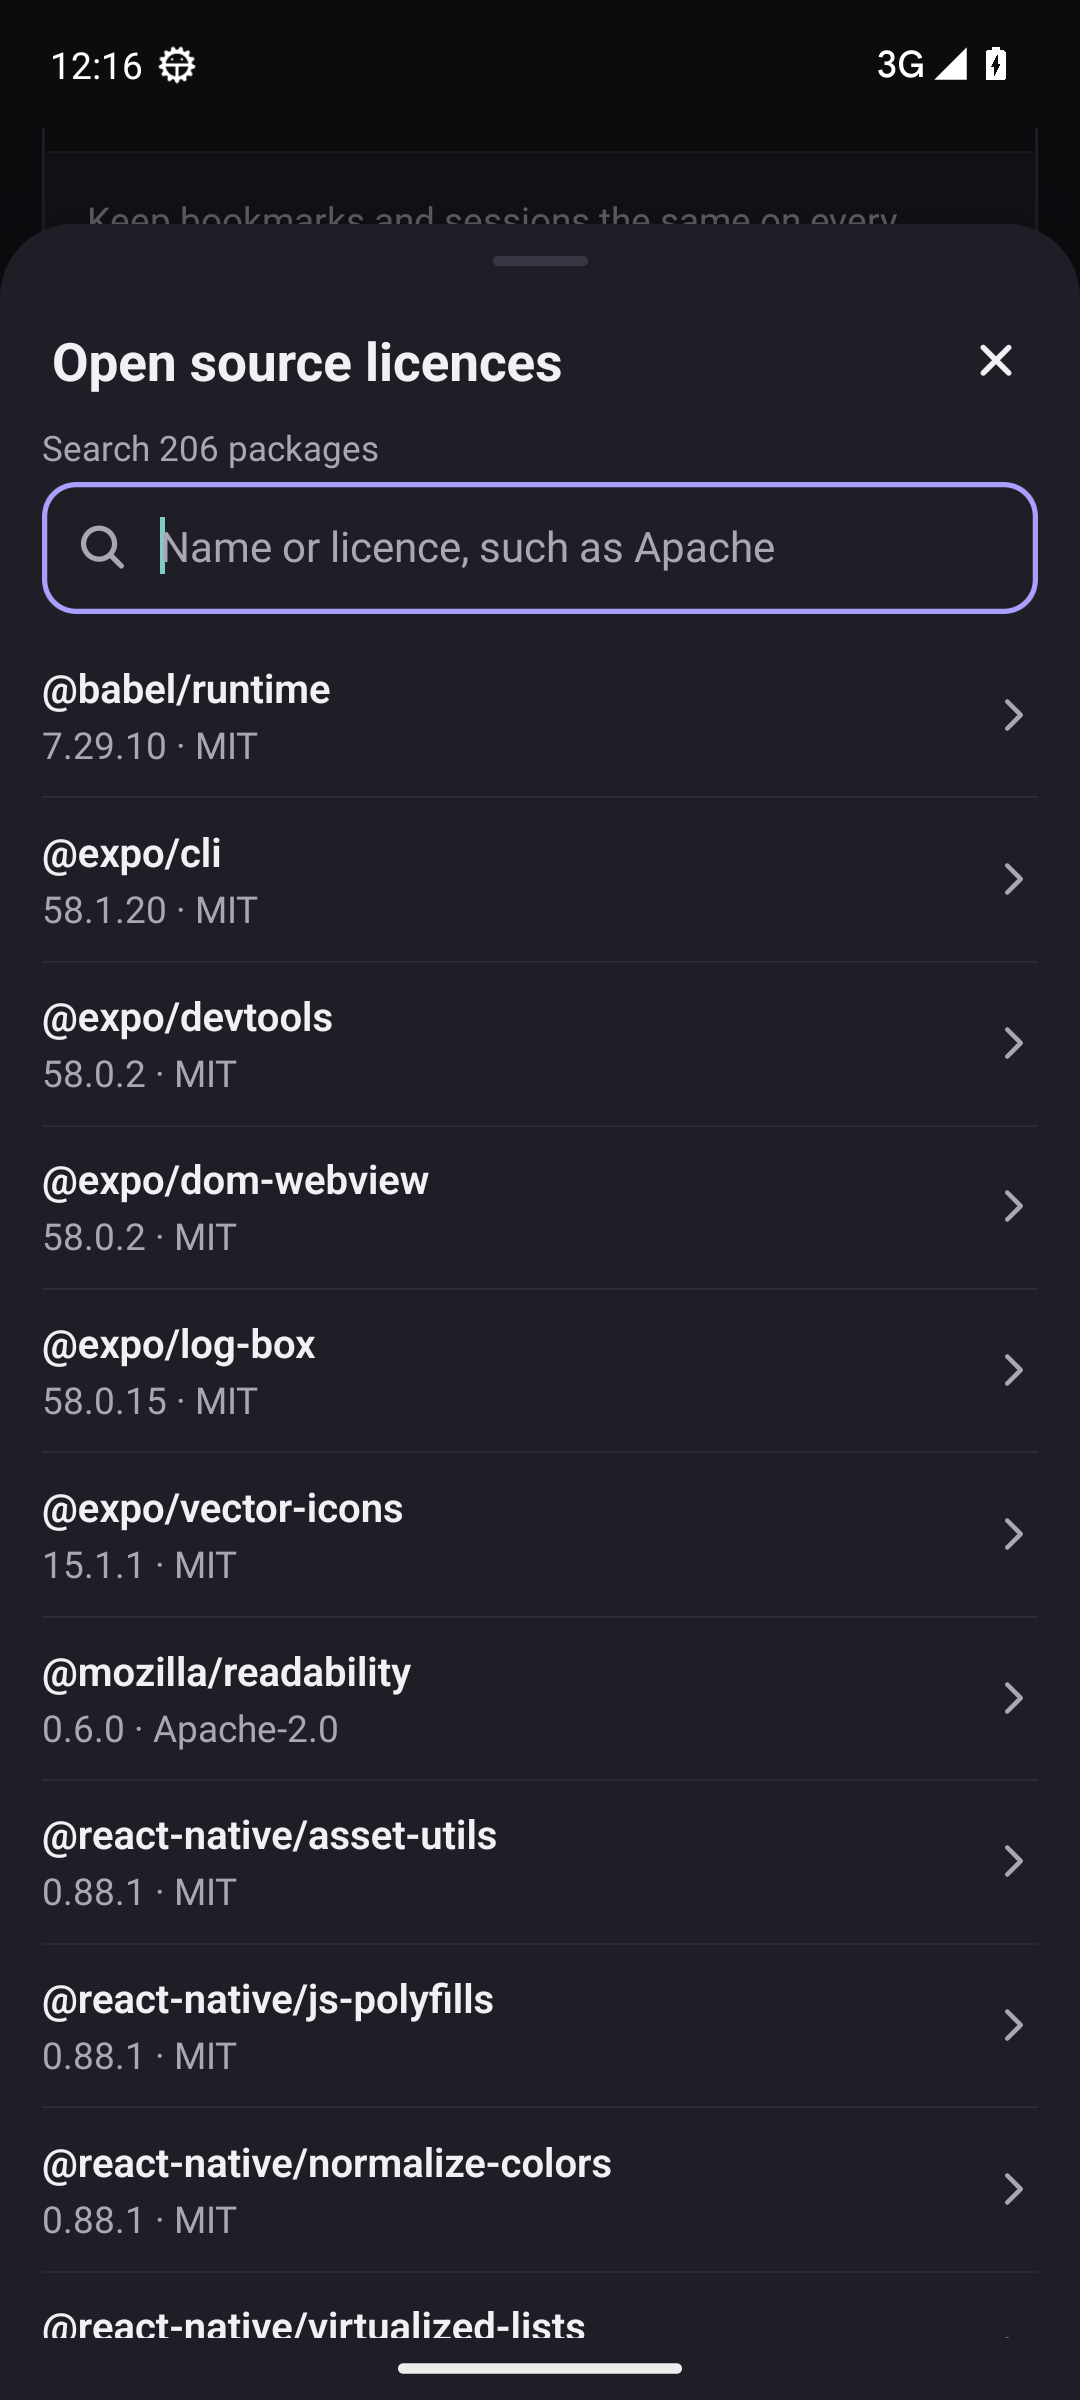 12:16
3G
Keep bookmarks and sessions the same on every
Open source licences
Search 206 packages
Name or licence, such as Apache
@babel/runtime
7.29.10 · MIT
@expo/cli
58.1.20 · MIT
@expo/devtools
58.0.2 · MIT
@expo/dom-webview
58.0.2 · MIT
@expo/log-box
58.0.15 · MIT
@expo/vector-icons
15.1.1 · MIT
@mozilla/readability
0.6.0 · Apache-2.0
@react-native/asset-utils
0.88.1 · MIT
@react-native/js-polyfills
0.88.1 · MIT
@react-native/normalize-colors
0.88.1 · MIT
@react-native/virtualized-lists